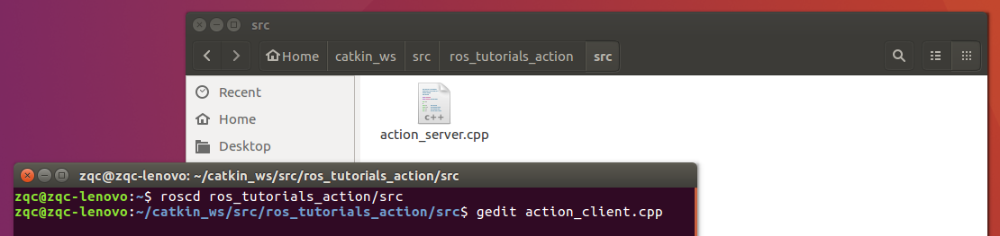 src
Home catkin_ws src ros_tutorials_action src
Recent
Home
Desktop
c++
action_server.cpp
zqc@zqc-lenovo: ~/catkin_ws/src/ros_tutorials_action/src
zqc@zqc-lenovo:~$ roscd ros_tutorials_action/src
zqc@zqc-lenovo:~/catkin_ws/src/ros_tutorials_action/src$ gedit action_client.cpp